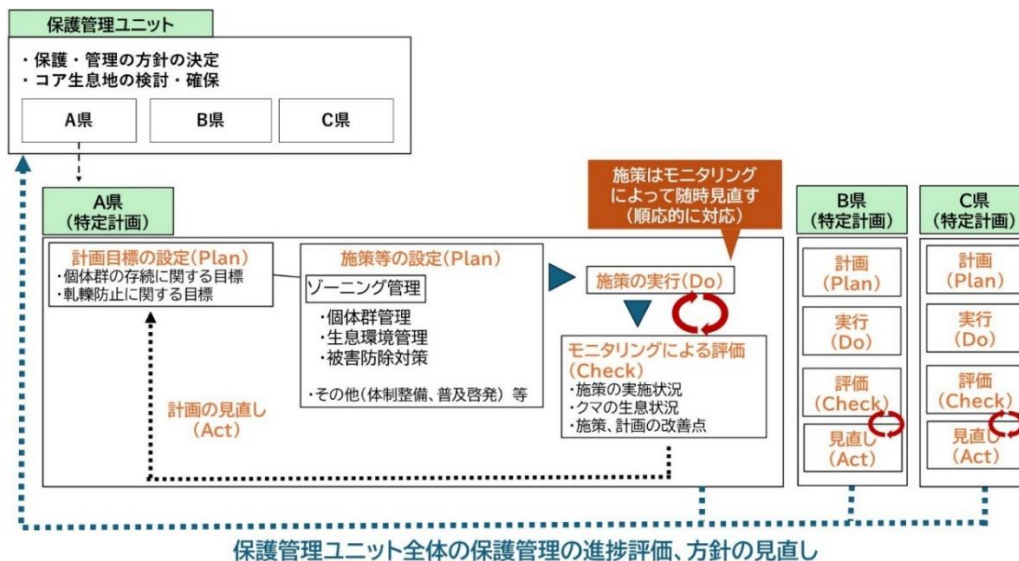 保護管理ユニット
・保護・管理の方針の決定
・コア生息地の検討・確保
A県
B県
C県
A県
(特定計画)
計画目標の設定(Plan)
・個体群の存続に関する目標
・軋轢防止に関する目標
施策等の設定(Plan)
ゾーニング管理
・個体群管理
・生息環境管理
・被害防除対策
・その他(体制整備、普及啓発)等
施策はモニタリング
によって随時見直す
(順応的に対応)
施策の実行(Do)
モニタリングによる評価
(Check)
・施策の実施状況
・クマの生息状況
・施策、計画の改善点
計画の見直し
(Act)
B県
(特定計画)
計画
(Plan)
実行
(Do)
評価
(Check)
見直し
(Act)
C県
(特定計画)
計画
(Plan)
実行
(Do)
評価
(Check)
見直し
(Act)
保護管理ユニット全体の保護管理の進捗評価、方針の見直し